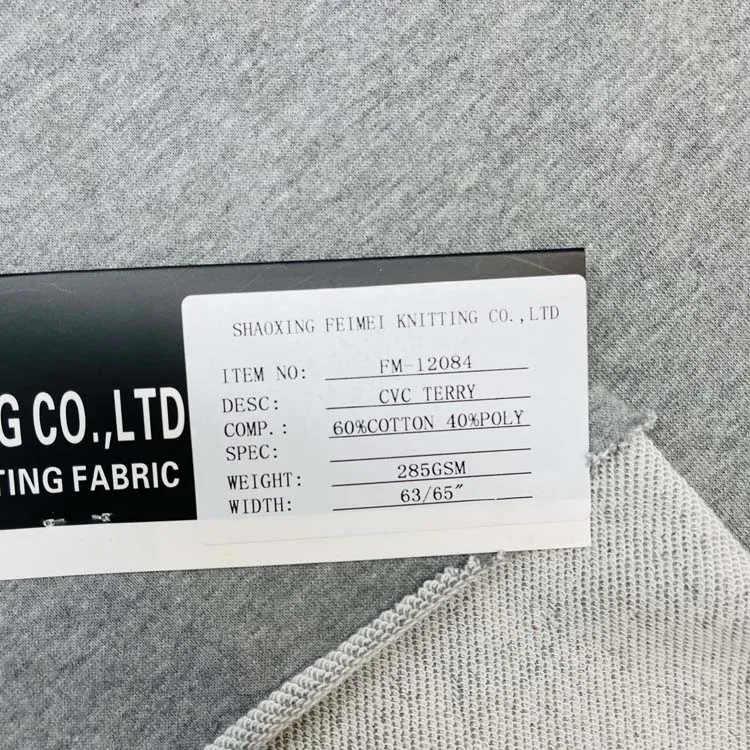 SHAOXING FEIMEI KNITTING CO.,LTD
ITEM NO: FM-12084
DESC: CVC TERRY
COMP.: 60%COTTON 40%POLY
SPEC:
WEIGHT: 285GSM
WIDTH: 63/65"
G CO.,LTD
TING FABRIC